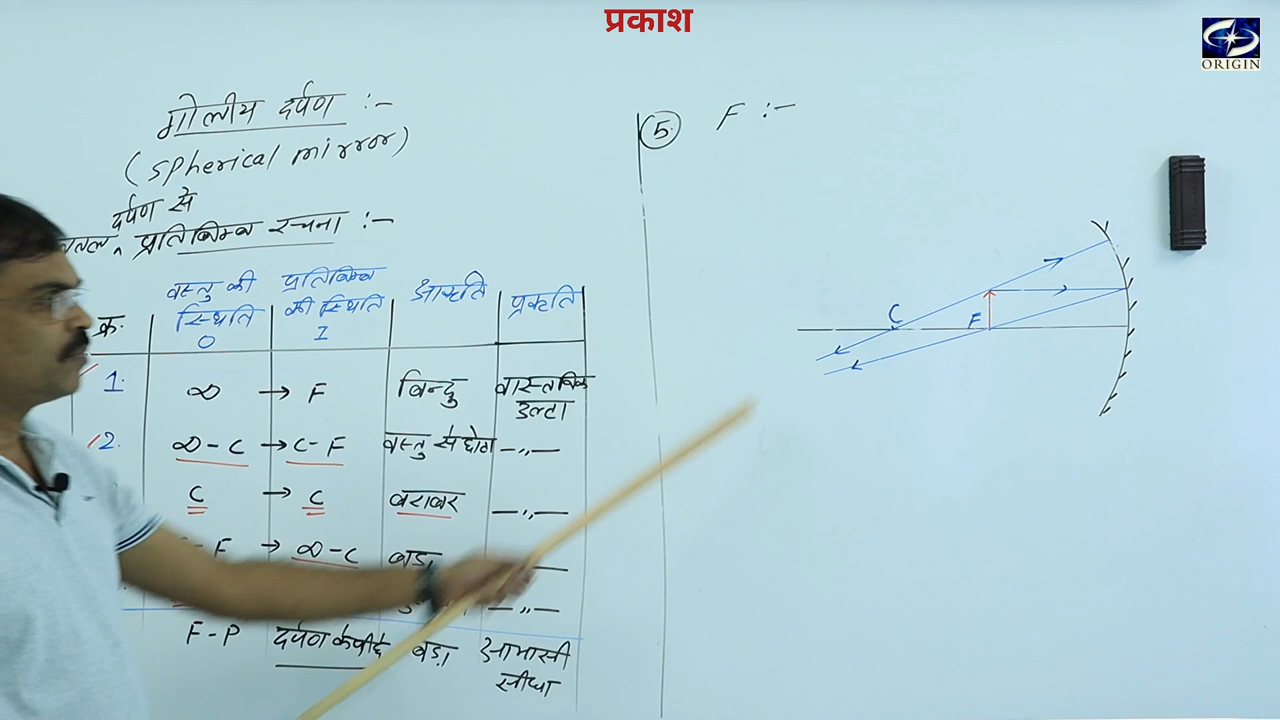 प्रकाश
ORIGIN
गोलीय दर्पण :-
(spherical mirror)
दर्पण से
प्रतिबिम्ब रचना :-
क्र. वस्तु की स्थिति O प्रतिबिम्ब की स्थिति I आकृति प्रकृति
1. ∞ → F बिन्दु वास्तविक उल्टा
2. ∞ - C → C - F वस्तु से छोटा —〃—
C → C बराबर —〃—
- F → ∞ - C बड़ा
—〃—
F - P दर्पण के पीछे बड़ा आभासी सीधा
5. F :-
C
F